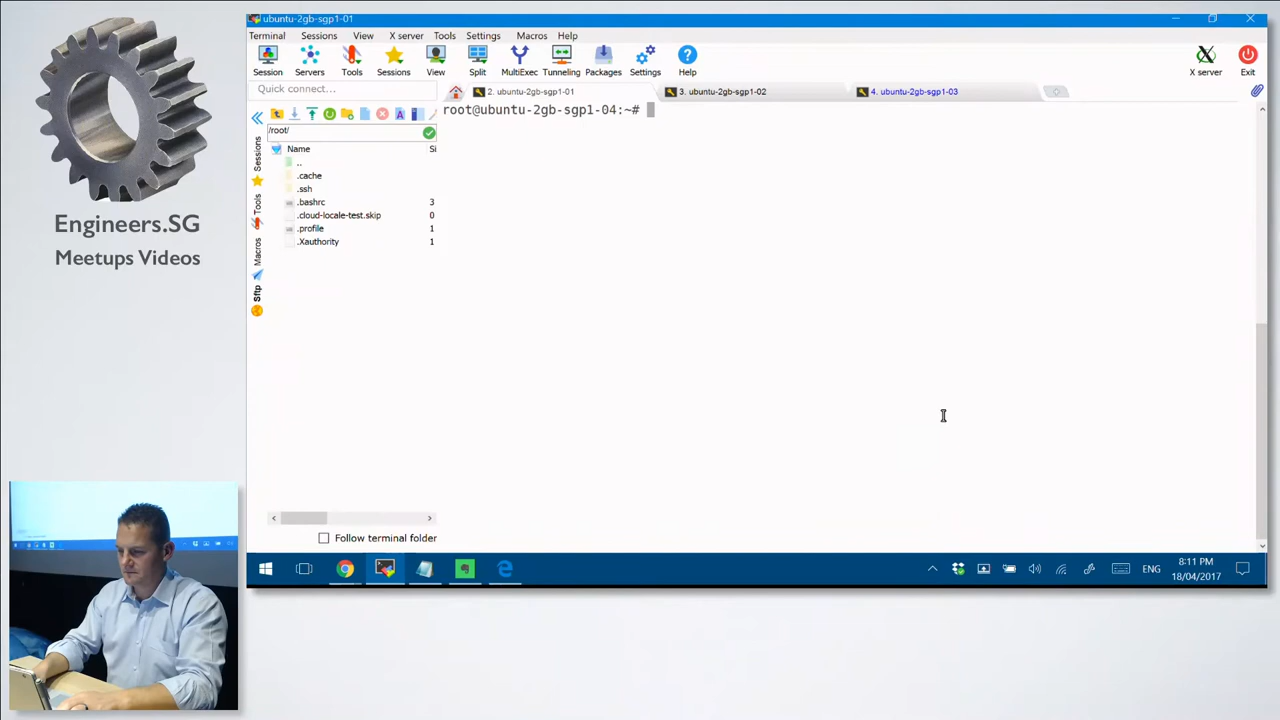 Engineers.SG
Meetups Videos
ubuntu-2gb-sgp1-01
Terminal Sessions View X server Tools Settings Macros Help
Session Servers Tools Sessions View Split MultiExec Tunneling Packages Settings Help X server Exit
Quick connect...
2. ubuntu-2gb-sgp1-01 3. ubuntu-2gb-sgp1-02 4. ubuntu-2gb-sgp1-03
root@ubuntu-2gb-sgp1-04:~#
/root/
Name Si
..
.cache
.ssh
.bashrc 3
.cloud-locale-test.skip 0
.profile 1
.Xauthority 1
Sessions
Tools
Macros
Sftp
Follow terminal folder
ENG
8:11 PM
18/04/2017